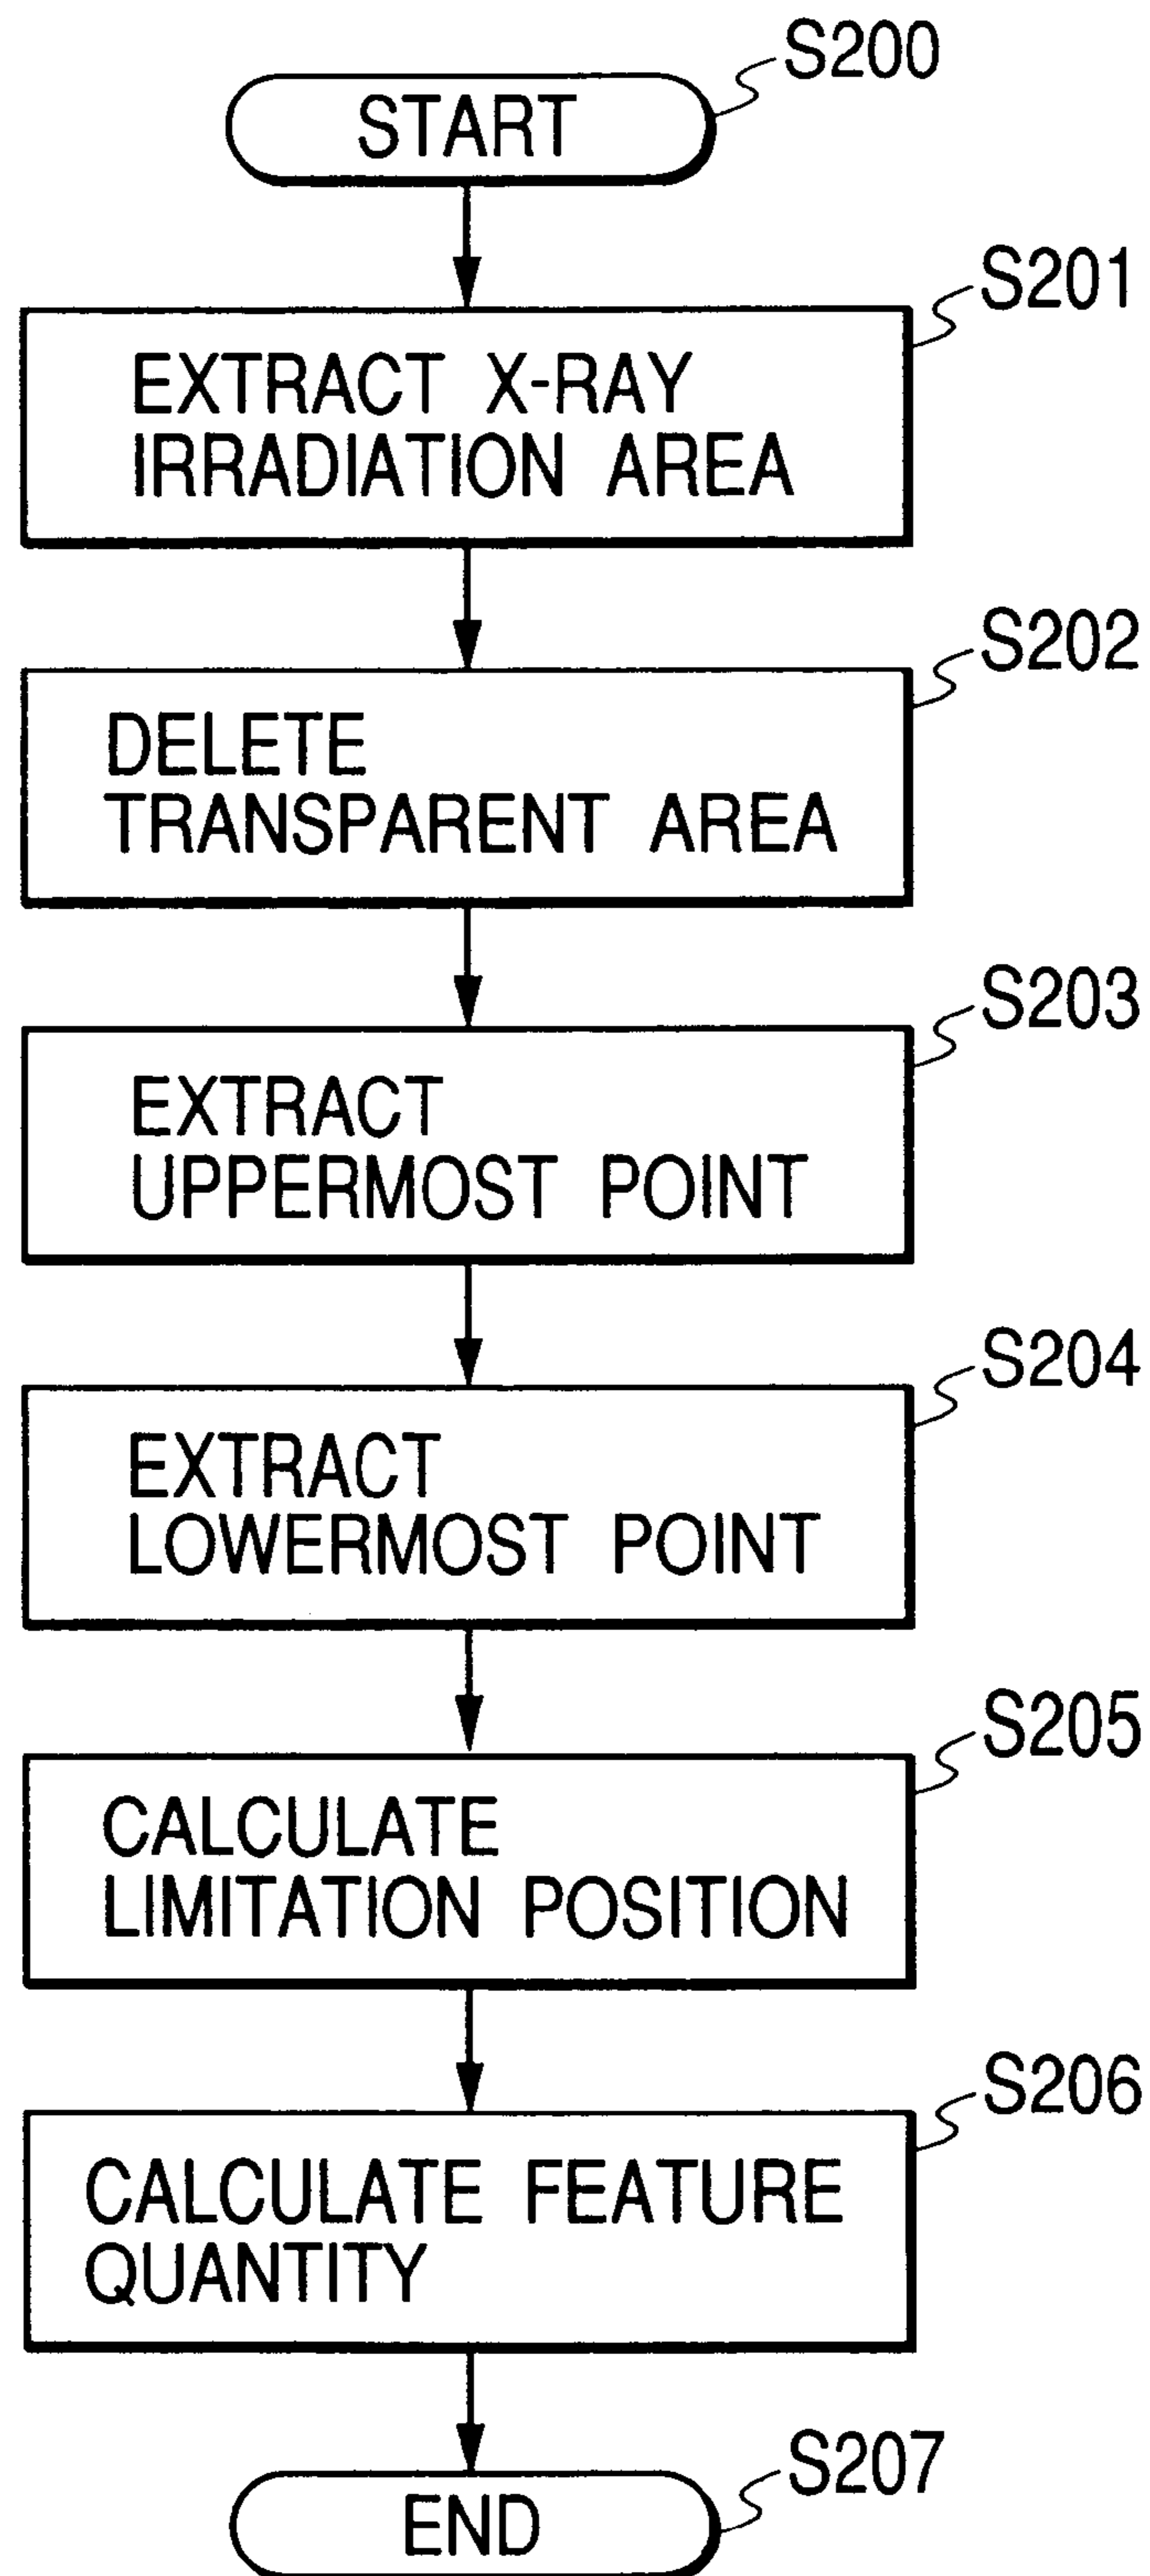 S200
START
S201
EXTRACT X-RAY
IRRADIATION AREA
S202
DELETE
TRANSPARENT AREA
S203
EXTRACT
UPPERMOST POINT
S204
EXTRACT
LOWERMOST POINT
S205
CALCULATE
LIMITATION POSITION
S206
CALCULATE FEATURE
QUANTITY
S207
END